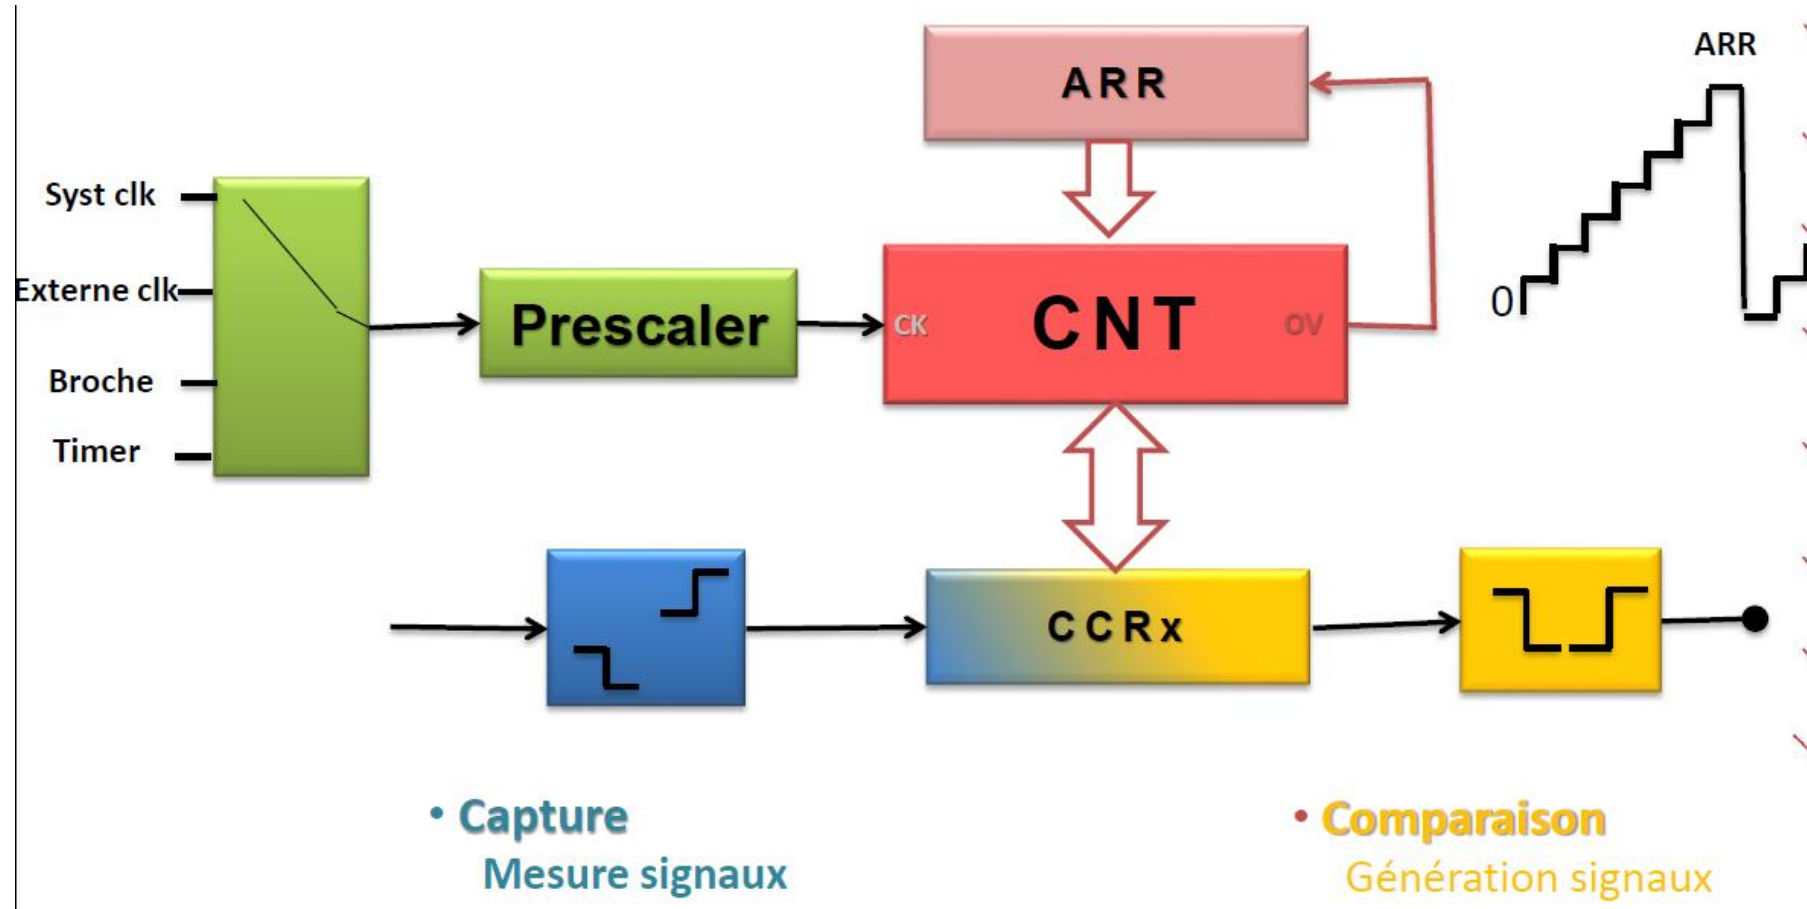 ARR
ARR
Syst clk
Externe clk
Prescaler
CK
CNT
OV
0
Broche
Timer
CCRx
• Capture
Mesure signaux
• Comparaison
Génération signaux